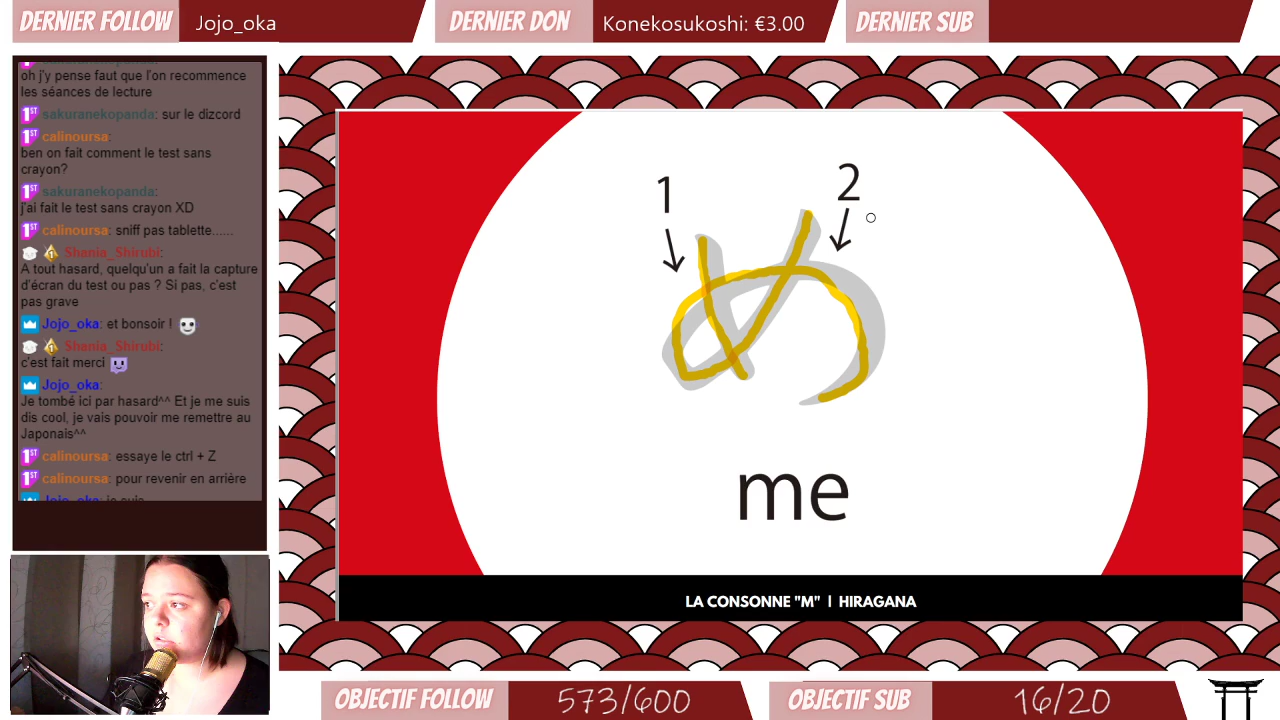 DERNIER FOLLOW
Jojo_oka
DERNIER DON
Konekosukoshi: €3.00
DERNIER SUB
oh j'y pense faut que l'on recommence
les séances de lecture
sakuranekopanda: sur le dizcord
calinoursa:
ben on fait comment le test sans
crayon?
sakuranekopanda:
j'ai fait le test sans crayon XD
calinoursa: sniff pas tablette......
Shania_Shirubi:
A tout hasard, quelqu'un a fait la capture
d'écran du test ou pas ? Si pas, c'est
pas grave
Jojo_oka: et bonsoir !
Shania_Shirubi:
c'est fait merci
Jojo_oka:
Je tombé ici par hasard^^ Et je me suis
dis cool, je vais pouvoir me remettre au
Japonais^^
calinoursa: essaye le ctrl + Z
calinoursa: pour revenir en arrière
Jojo_oka: je suis
1
2
め
me
LA CONSONNE "M" | HIRAGANA
OBJECTIF FOLLOW
573/600
OBJECTIF SUB
16/20